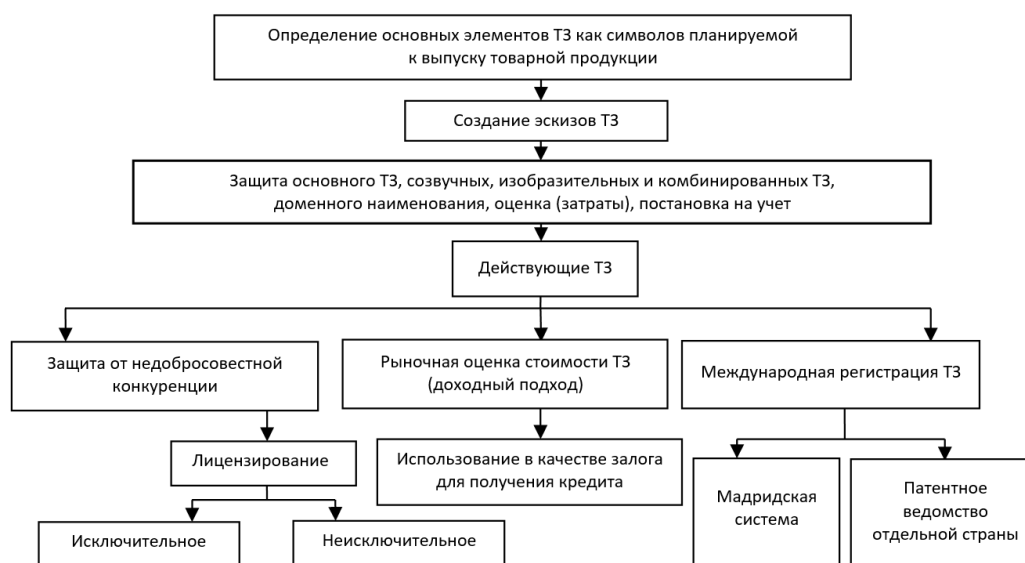 Определение основных элементов ТЗ как символов планируемой
к выпуску товарной продукции
Создание эскизов ТЗ
Защита основного ТЗ, созвучных, изобразительных и комбинированных ТЗ,
доменного наименования, оценка (затраты), постановка на учет
Действующие ТЗ
Защита от недобросовестной
конкуренции
Рыночная оценка стоимости ТЗ
(доходный подход)
Международная регистрация ТЗ
Лицензирование
Использование в качестве залога
для получения кредита
Мадридская
система
Патентное
ведомство
отдельной страны
Исключительное
Неисключительное